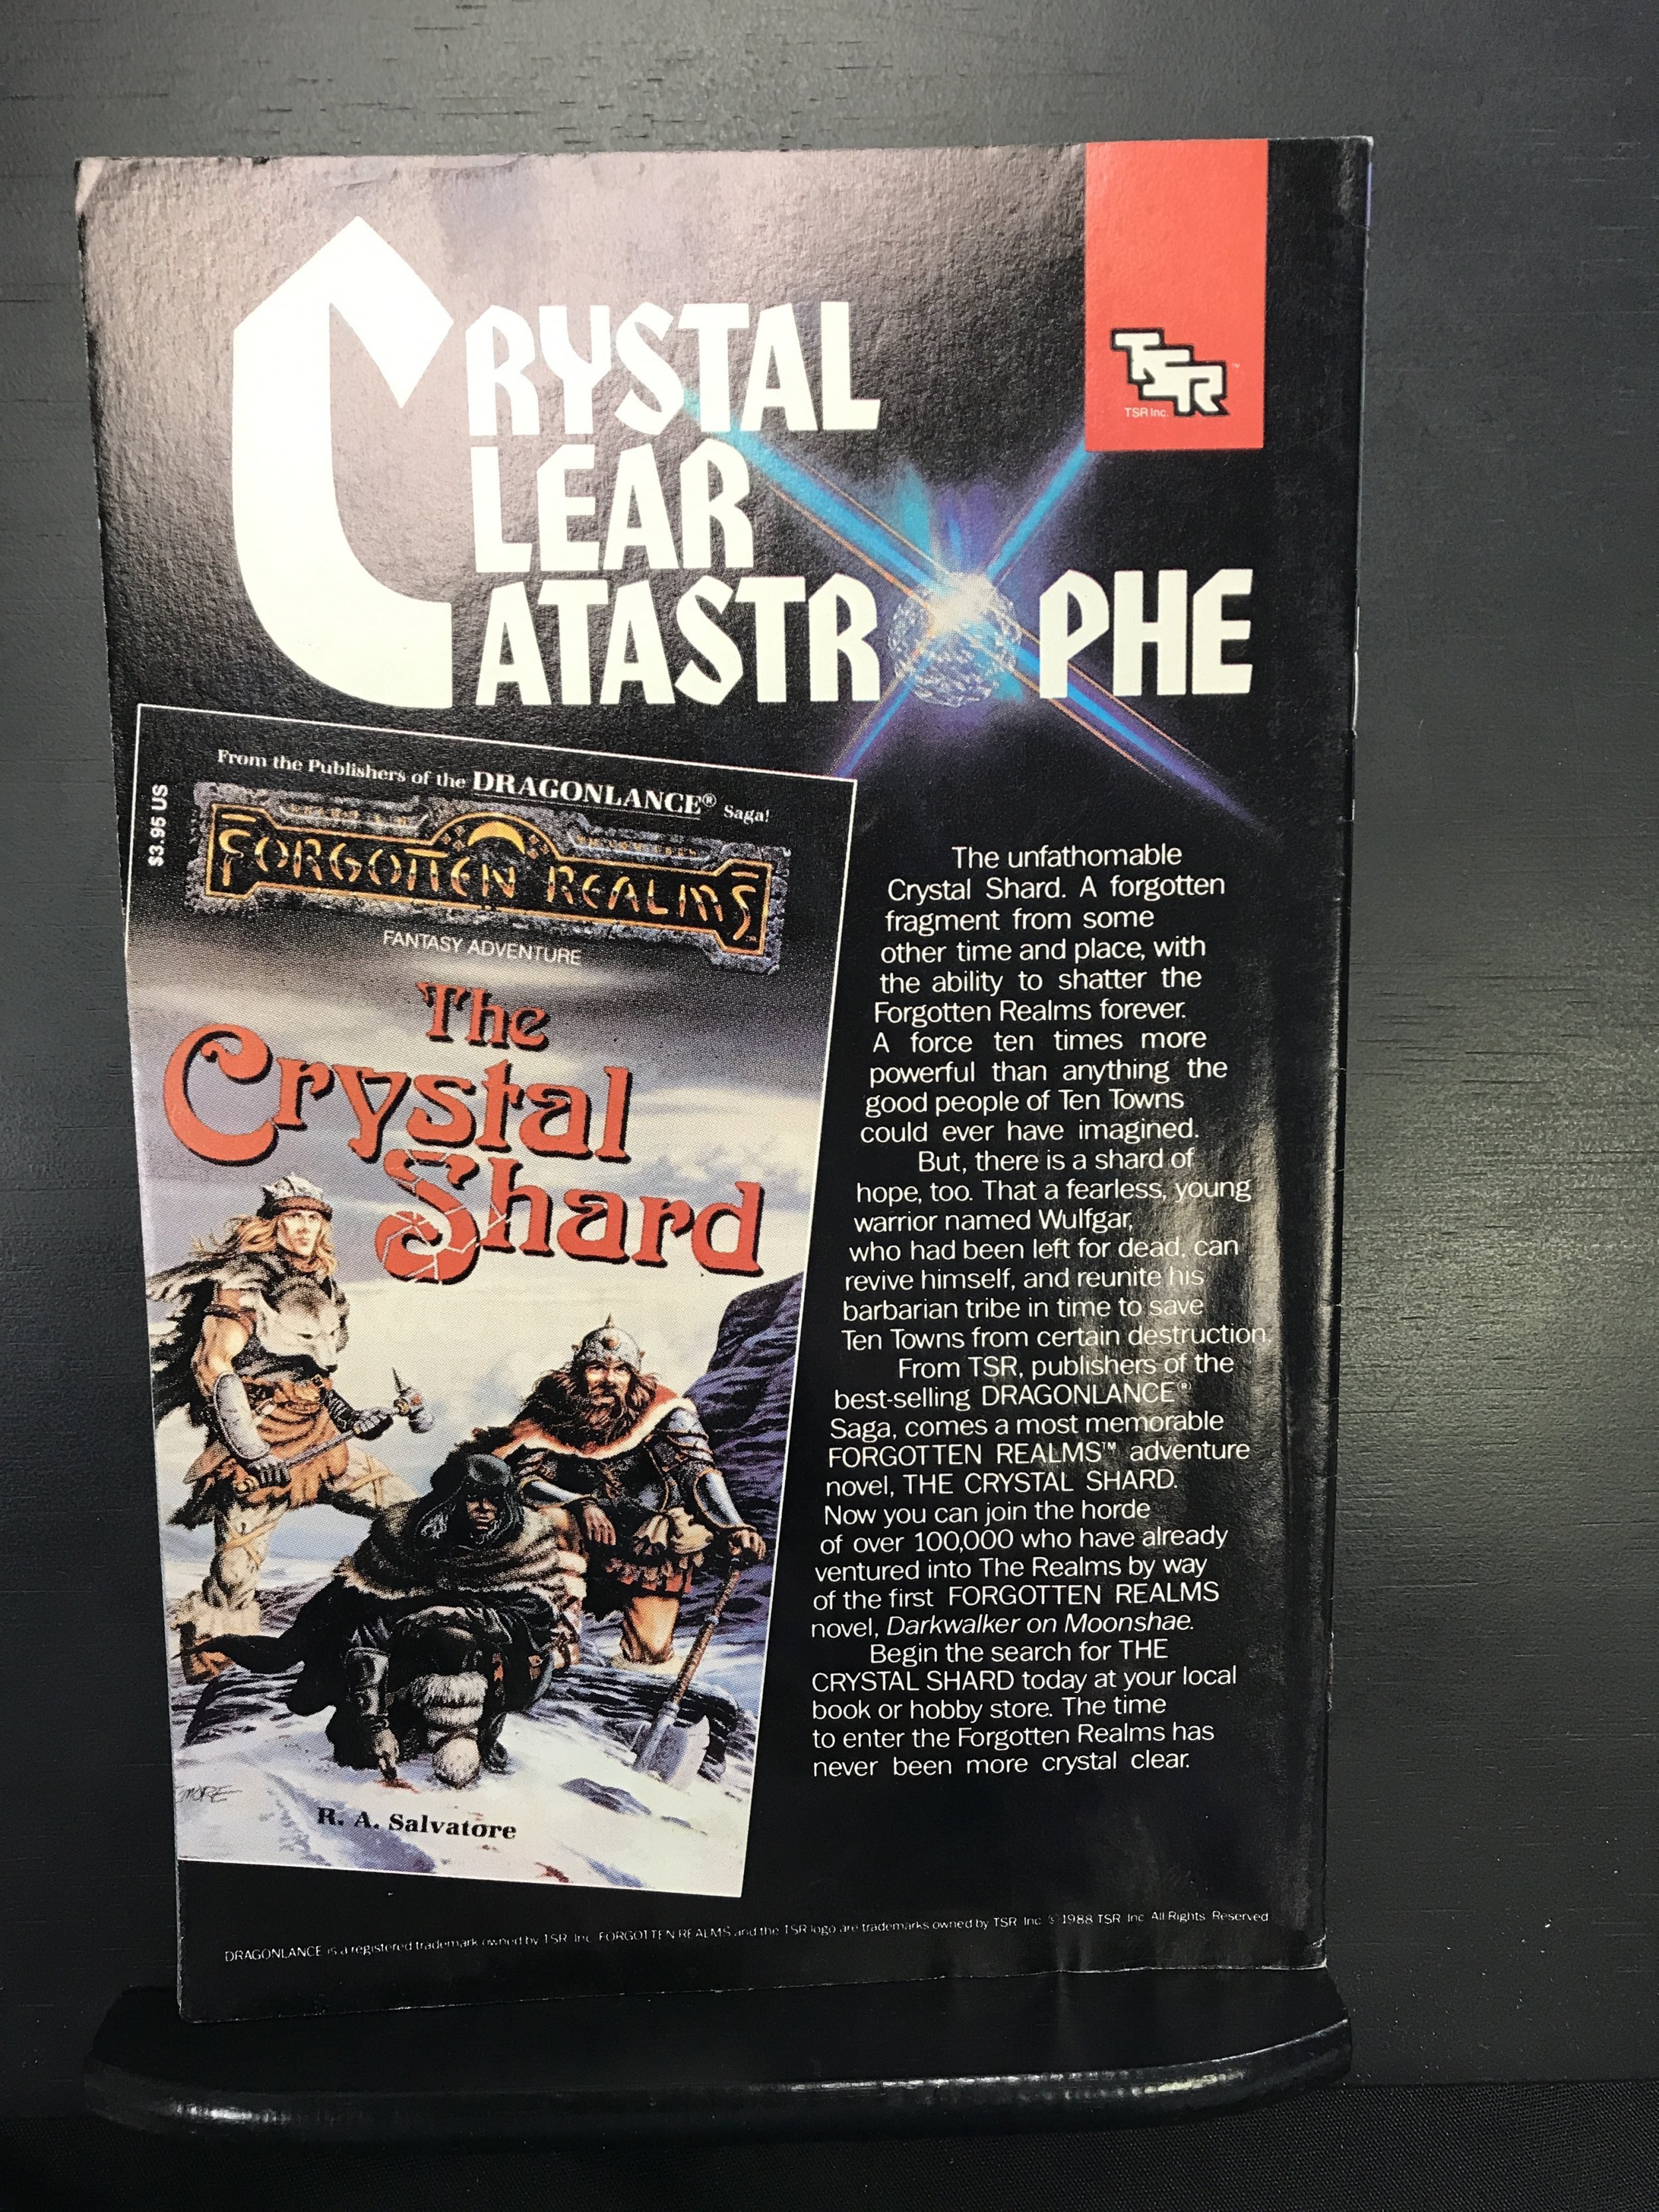 CRYSTAL
CLEAR
CATASTROPHE
TSR
TM
TSR Inc.
From the Publishers of the DRAGONLANCE® Saga!
$3.95 US
FORGOTTEN REALMS
TM
FANTASY ADVENTURE
The
Crystal
Shard
R. A. Salvatore
The unfathomable
Crystal Shard. A forgotten
fragment from some
other time and place, with
the ability to shatter the
Forgotten Realms forever.
A force ten times more
powerful than anything the
good people of Ten Towns
could ever have imagined.
But, there is a shard of
hope, too. That a fearless, young
warrior named Wulfgar,
who had been left for dead, can
revive himself, and reunite his
barbarian tribe in time to save
Ten Towns from certain destruction.
From TSR, publishers of the
best-selling DRAGONLANCE®
Saga, comes a most memorable
FORGOTTEN REALMS™ adventure
novel, THE CRYSTAL SHARD.
Now you can join the horde
of over 100,000 who have already
ventured into The Realms by way
of the first FORGOTTEN REALMS
novel, Darkwalker on Moonshae.
Begin the search for THE
CRYSTAL SHARD today at your local
book or hobby store. The time
to enter the Forgotten Realms has
never been more crystal clear.
DRAGONLANCE is a registered trademark owned by TSR Inc. FORGOTTEN REALMS and the TSR logo are trademarks owned by TSR Inc. © 1988 TSR Inc. All Rights Reserved